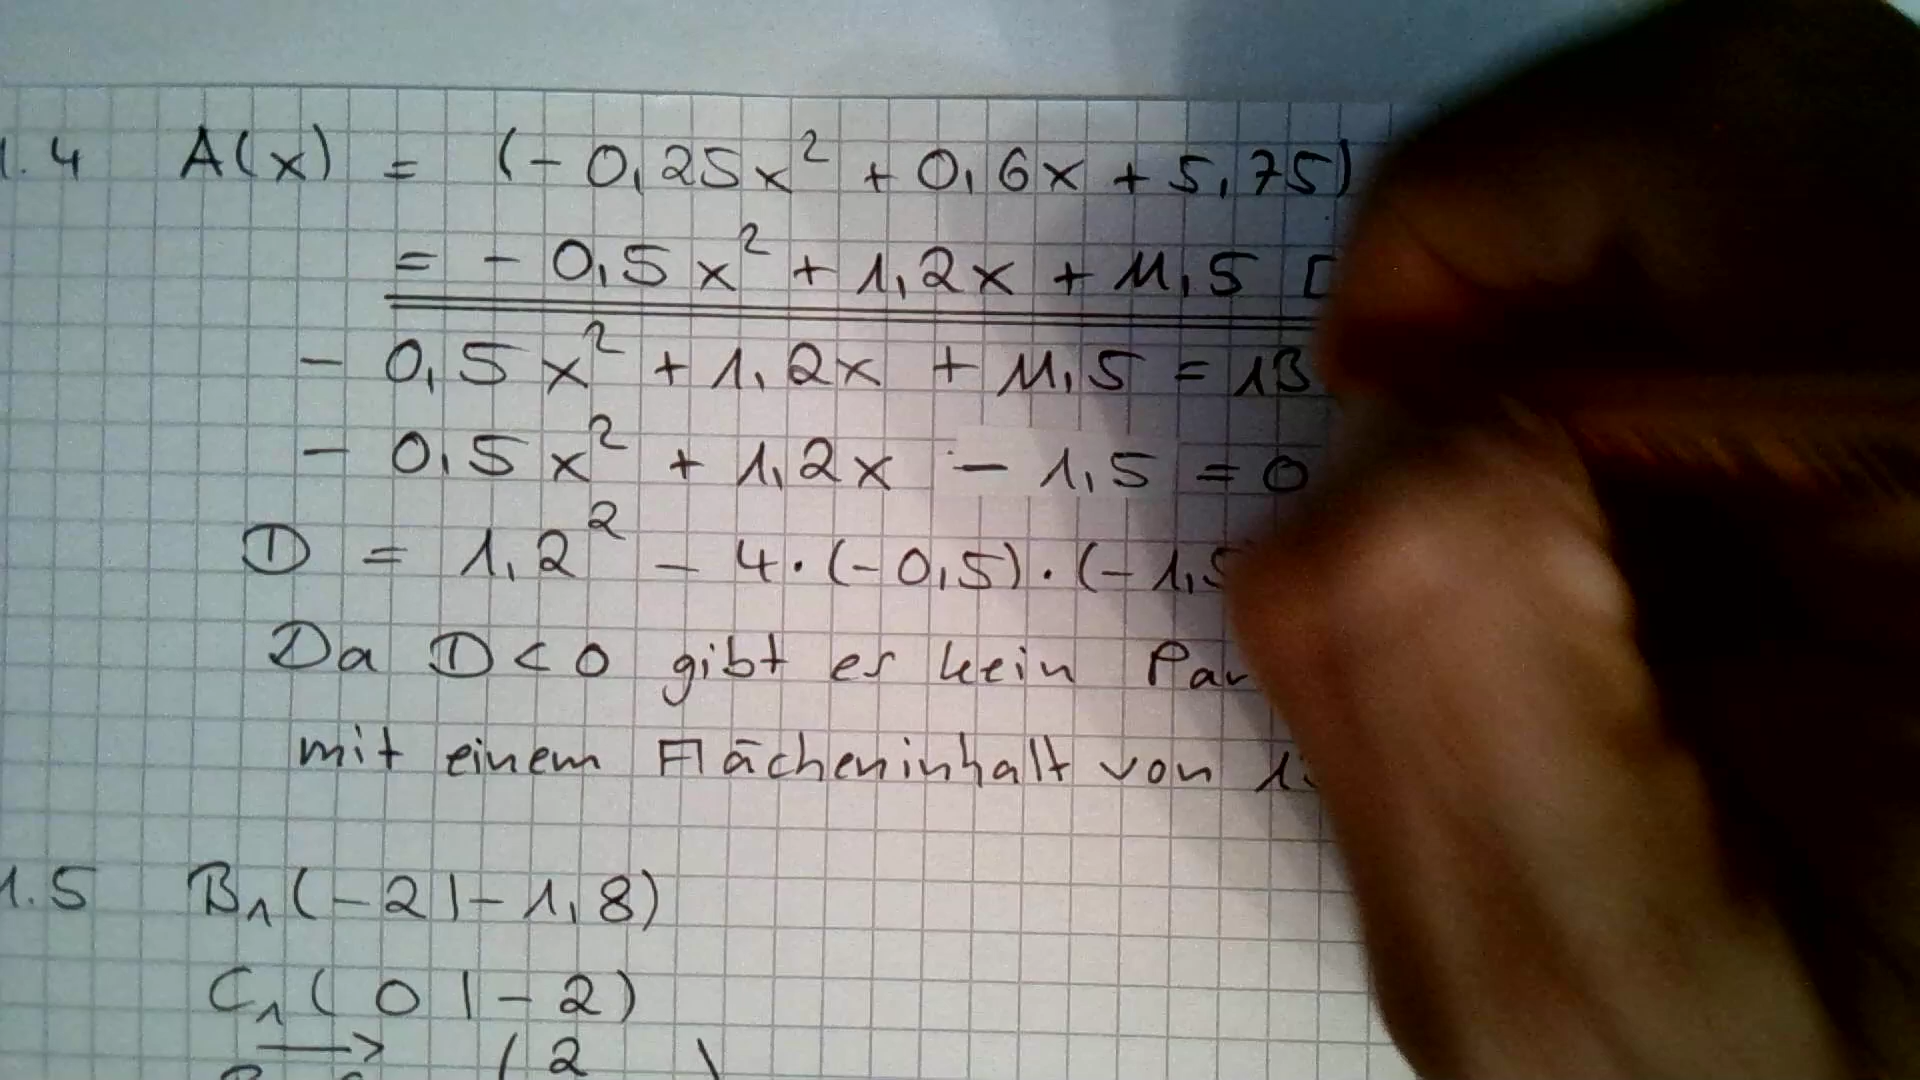 1.4 A(x) = (-0,25x² + 0,6x + 5,75)
= -0,5x² + 1,2x + 11,5 [
-0,5x² + 1,2x + 11,5 = 13
-0,5x² + 1,2x - 1,5 = 0
D = 1,2² - 4·(-0,5)·(-1,5
Da D<0 gibt es kein Par
mit einem Flächeninhalt von
1.5 B₁(-2|-1,8)
C₁(0|-2)
(2 )